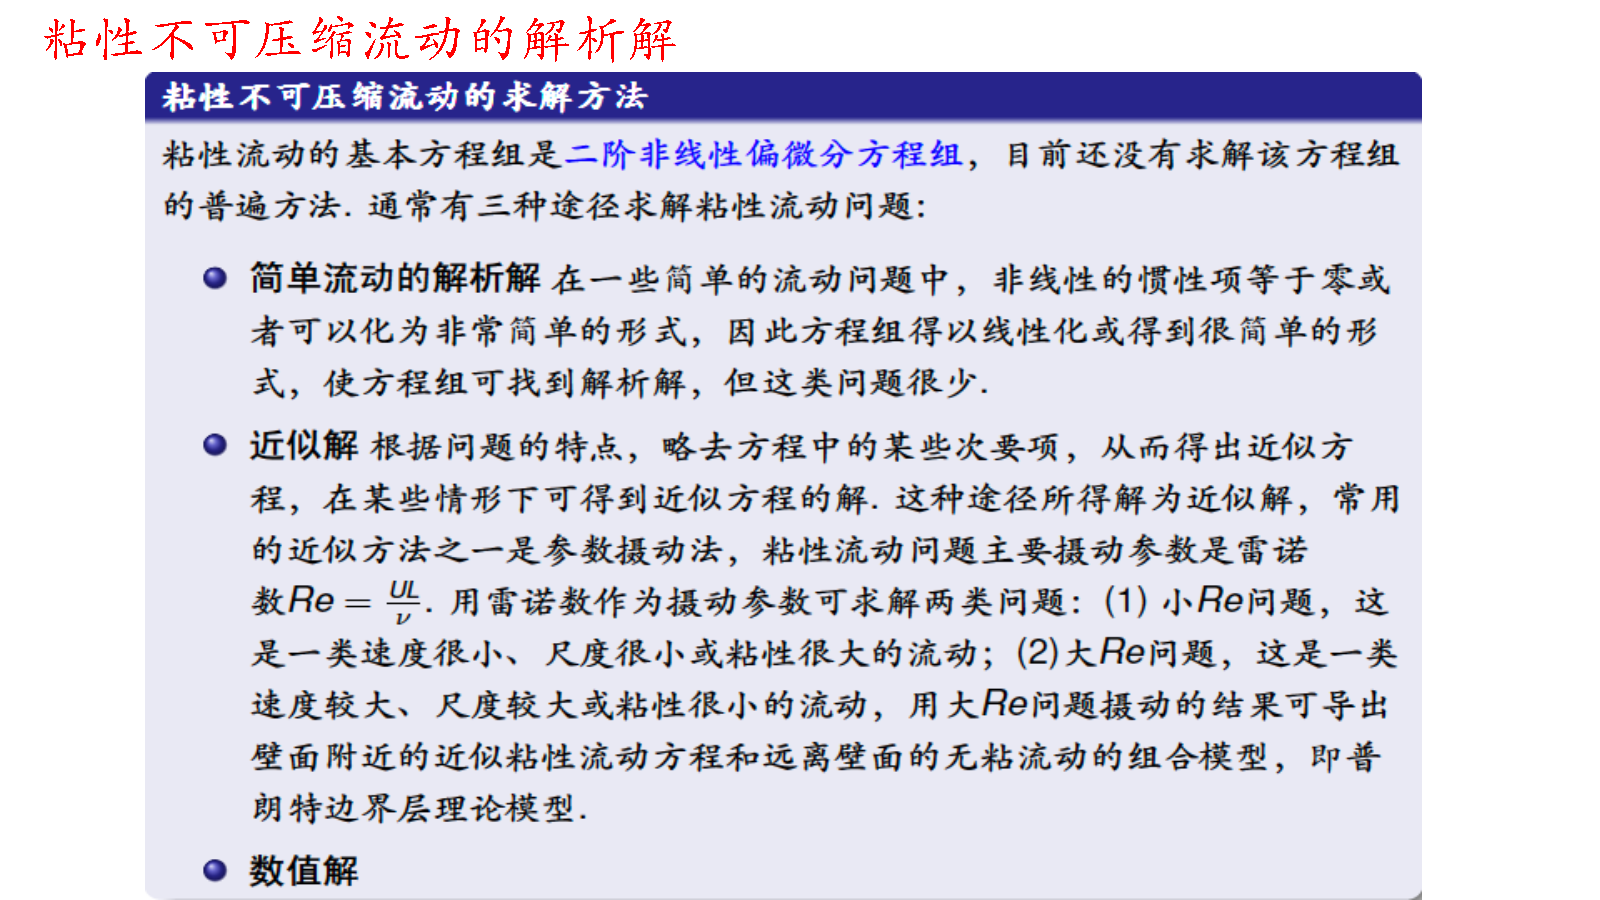 粘性不可压缩流动的解析解
粘性不可压缩流动的求解方法
粘性流动的基本方程组是二阶非线性偏微分方程组，目前还没有求解该方程组
的普遍方法. 通常有三种途径求解粘性流动问题:
简单流动的解析解 在一些简单的流动问题中，非线性的惯性项等于零或
者可以化为非常简单的形式，因此方程组得以线性化或得到很简单的形
式，使方程组可找到解析解，但这类问题很少.
近似解 根据问题的特点，略去方程中的某些次要项，从而得出近似方
程，在某些情形下可得到近似方程的解. 这种途径所得解为近似解，常用
的近似方法之一是参数摄动法，粘性流动问题主要摄动参数是雷诺
数Re = UL/ν. 用雷诺数作为摄动参数可求解两类问题: (1) 小Re问题，这
是一类速度很小、尺度很小或粘性很大的流动; (2)大Re问题，这是一类
速度较大、尺度较大或粘性很小的流动，用大Re问题摄动的结果可导出
壁面附近的近似粘性流动方程和远离壁面的无粘流动的组合模型，即普
朗特边界层理论模型.
数值解